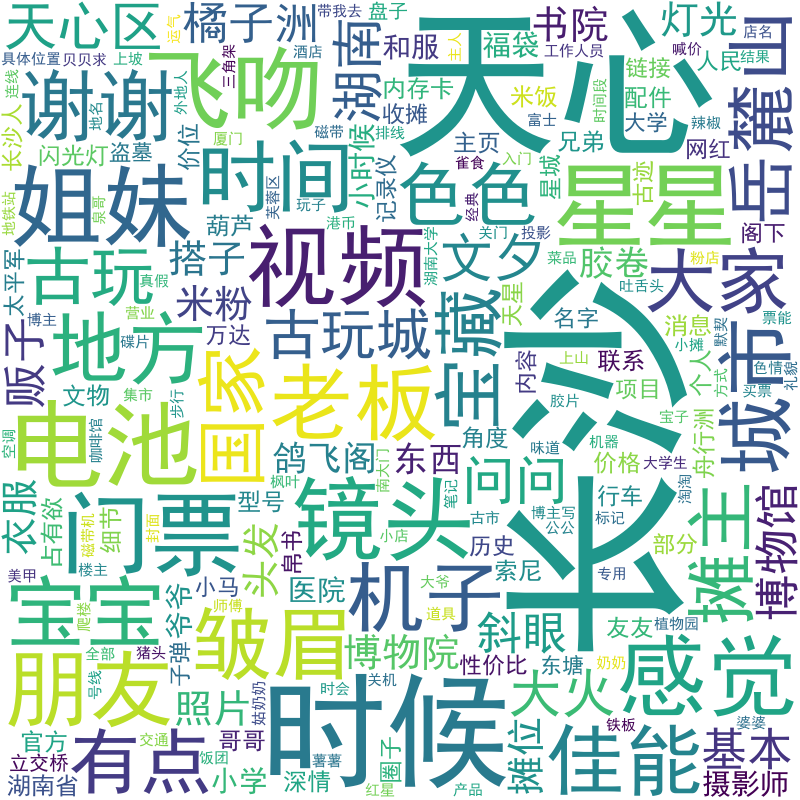 天心区
运气
橘子洲
带我去
盘子
天心
书院
灯光
店名
具体位置
贝贝求
上坡
三角架
酒店
主人
湖南
和服
福袋
工作人员
喊价
结果
山
连线
谢谢
飞吻
内存卡
链接
人民
外地人
地名
收摊
米饭
配件
时间段
岳麓
长沙人
价位
厦门
磁带
排线
富士
兄弟
大学
辣椒
闪光灯
盗墓
小时候
主页
网红
时间
色色
雀食
入门
星城
古迹
星星
地铁站
泉哥
姐妹
芙蓉区
玩子
记录仪
经典
葫芦
港币
关门
投影
阁下
太平军
古玩
搭子
视频
文夕
湖南大学
菜品
胶卷
粉店
大家
真假
米粉
吐舌头
票能
营业
万达
天星
名字
消息
小摊
默契
博主
贩子
地方
古玩城
宝藏
长沙
内容
上山
联系
个人
色情
礼貌
城市
碟片
文物
集市
步行
国家
老板
项目
方式
买票
空调
咖啡馆
电池
胶片
宝子
角度
舟行洲
枫叶
鸽飞阁
东西
味道
机器
大学生
衣服
占有欲
磁带机
细节
封面
门票
型号
南大门
镜头
问问
价格
淘淘
笔记
行车
摊主
博物馆
头发
帛书
小店
古市
博主写
公公
标记
历史
索尼
部分
美甲
楼主
宝宝
小马
医院
机子
大爷
专用
感觉
爬楼
师傅
皱眉
道具
斜眼
友友
植物园
爷爷
子弹
博物院
全部
猪头
性价比
东塘
奶奶
朋友
号线
姑奶奶
照片
时会
时候
关机
大火
铁板
婆婆
官方
有点
哥哥
摊位
佳能
基本
立交桥
交通
饭团
薯薯
圈子
湖南省
小学
深情
红星
产品
摄影师